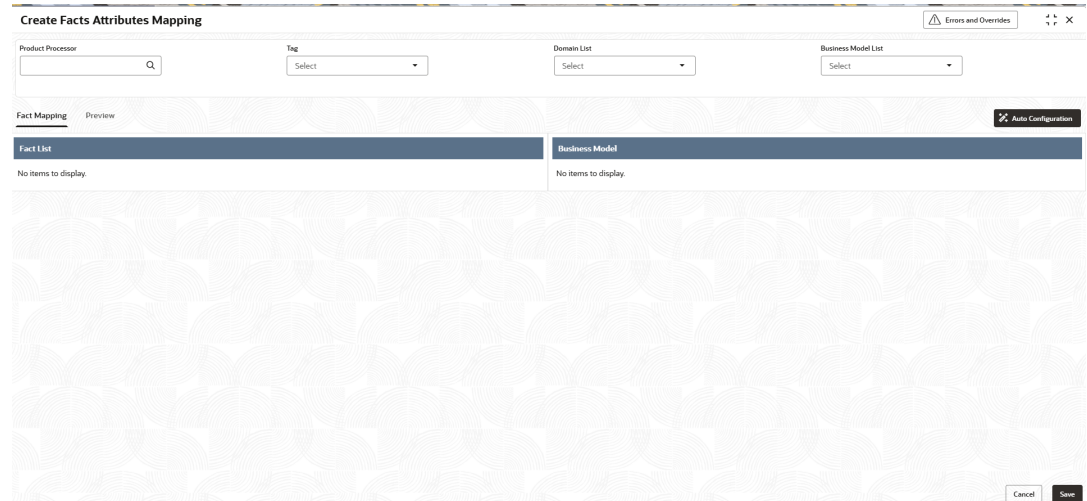 Create Facts Attributes Mapping
Errors and Overrides
Product Processor
Tag
Domain List
Business Model List
Select
Select
Select
Fact Mapping
Preview
Auto Configuration
Fact List
Business Model
No items to display.
No items to display.
Cancel
Save